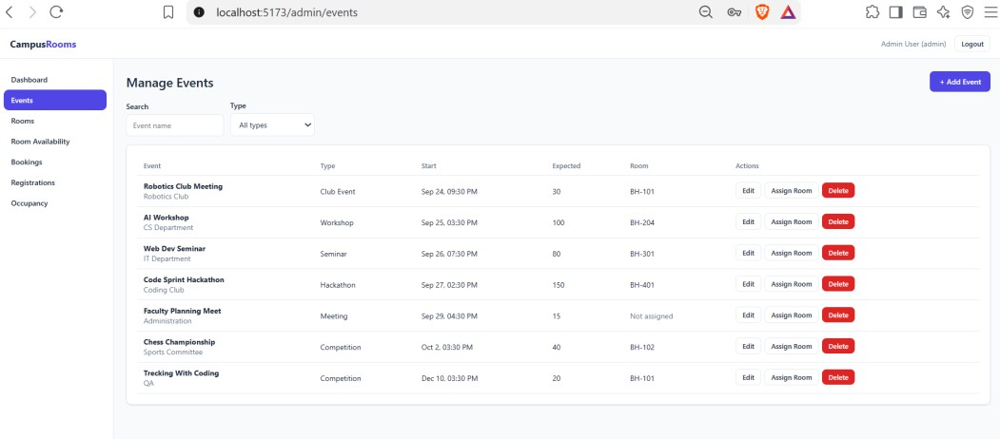 localhost:5173/admin/events
CampusRooms
Admin User (admin) Logout
Dashboard
Events
Rooms
Room Availability
Bookings
Registrations
Occupancy
Manage Events
+ Add Event
Search Type
Event name All types
Event Type Start Expected Room Actions
Robotics Club Meeting
Robotics Club Club Event Sep 24, 09:30 PM 30 BH-101 Edit Assign Room Delete
AI Workshop
CS Department Workshop Sep 25, 03:30 PM 100 BH-204 Edit Assign Room Delete
Web Dev Seminar
IT Department Seminar Sep 26, 07:30 PM 80 BH-301 Edit Assign Room Delete
Code Sprint Hackathon
Coding Club Hackathon Sep 27, 02:30 PM 150 BH-401 Edit Assign Room Delete
Faculty Planning Meet
Administration Meeting Sep 29, 04:30 PM 15 Not assigned Edit Assign Room Delete
Chess Championship
Sports Committee Competition Oct 2, 03:30 PM 40 BH-102 Edit Assign Room Delete
Trecking With Coding
QA Competition Dec 10, 03:30 PM 20 BH-101 Edit Assign Room Delete